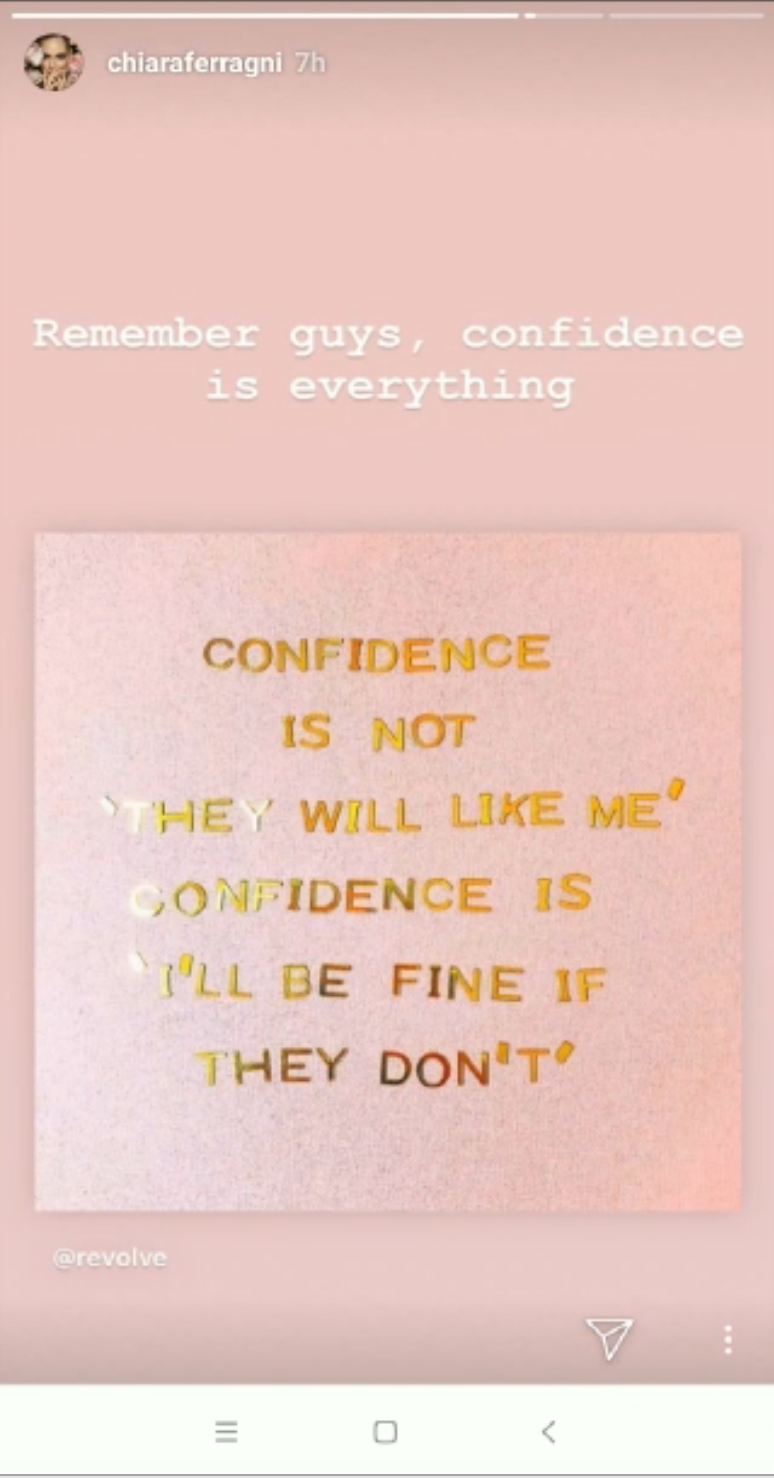 chiaraferragni 7h
Remember guys, confidence
is everything
CONFIDENCE
IS NOT
'THEY WILL LIKE ME'
CONFIDENCE IS
'I'LL BE FINE IF
THEY DON'T'
@revolve